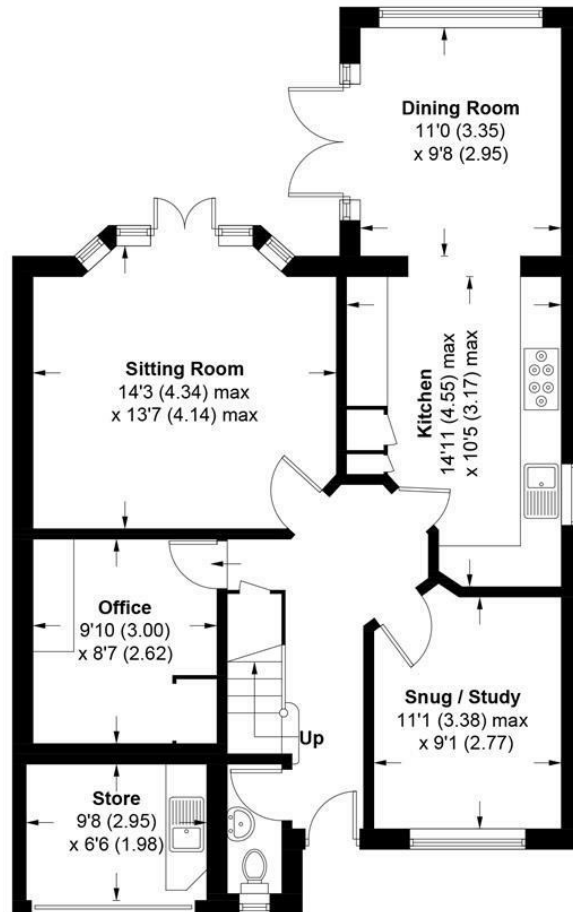 Dining Room
11'0 (3.35)
x 9'8 (2.95)
Sitting Room
14'3 (4.34) max
x 13'7 (4.14) max
Kitchen
14'11 (4.55) max
x 10'5 (3.17) max
Office
9'10 (3.00)
x 8'7 (2.62)
Snug / Study
11'1 (3.38) max
x 9'1 (2.77)
Up
Store
9'8 (2.95)
x 6'6 (1.98)